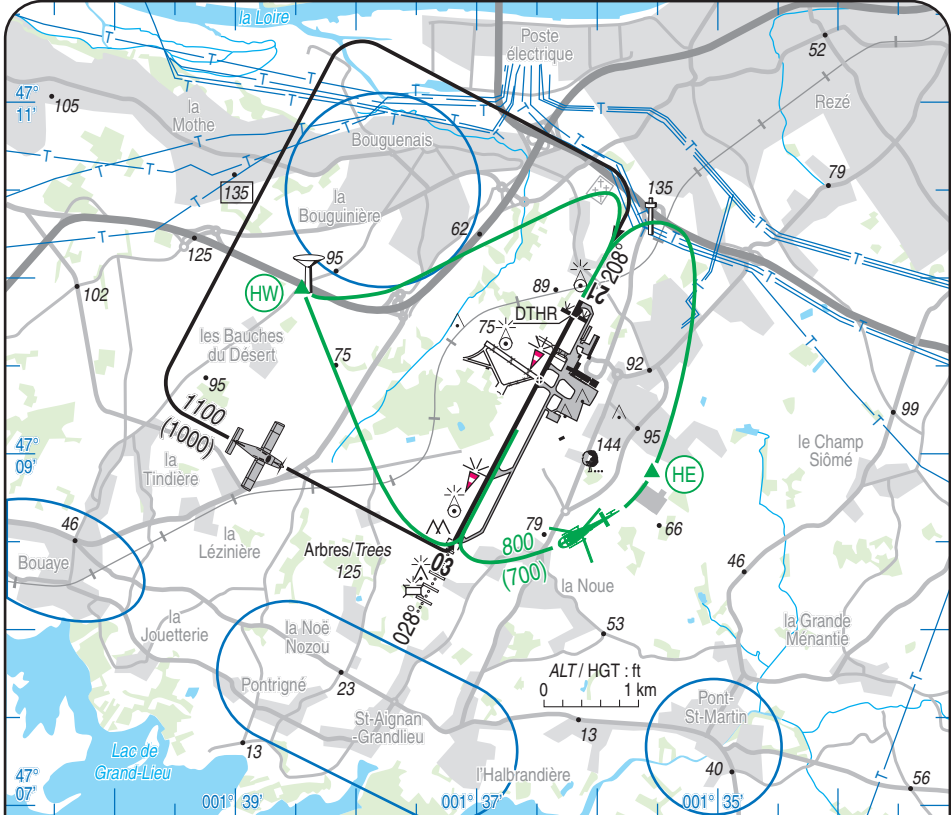 la Loire
Poste
électrique
52
47°
11'
105
la
Mothe
Rezé
Bouguenais
135
79
la
Bouguinière
135
62
125
95
208°
HW
102
89
21
DTHR
75
les Bauches
du Désert
75
92
95
99
1100
(1000)
95
le Champ
Siômé
47°
09'
144
la
Tindière
HE
46
79
66
Bouaye
la
Lézinière
800
(700)
03
Arbres/Trees
125
46
la Noue
028°
la
Jouetterie
la Noë
Nozou
53
la Grande
Ménantie
ALT / HGT : ft
0 1 km
Pontrigné
23
Pont-
St-Martin
St-Aignan
-Grandlieu
13
13
Lac de
Grand-Lieu
l'Halbrandière
40
56
47°
07'
001° 39'
001° 37'
001° 35'
T
T
T
T
T
T
T
T
T
T
T
T
T